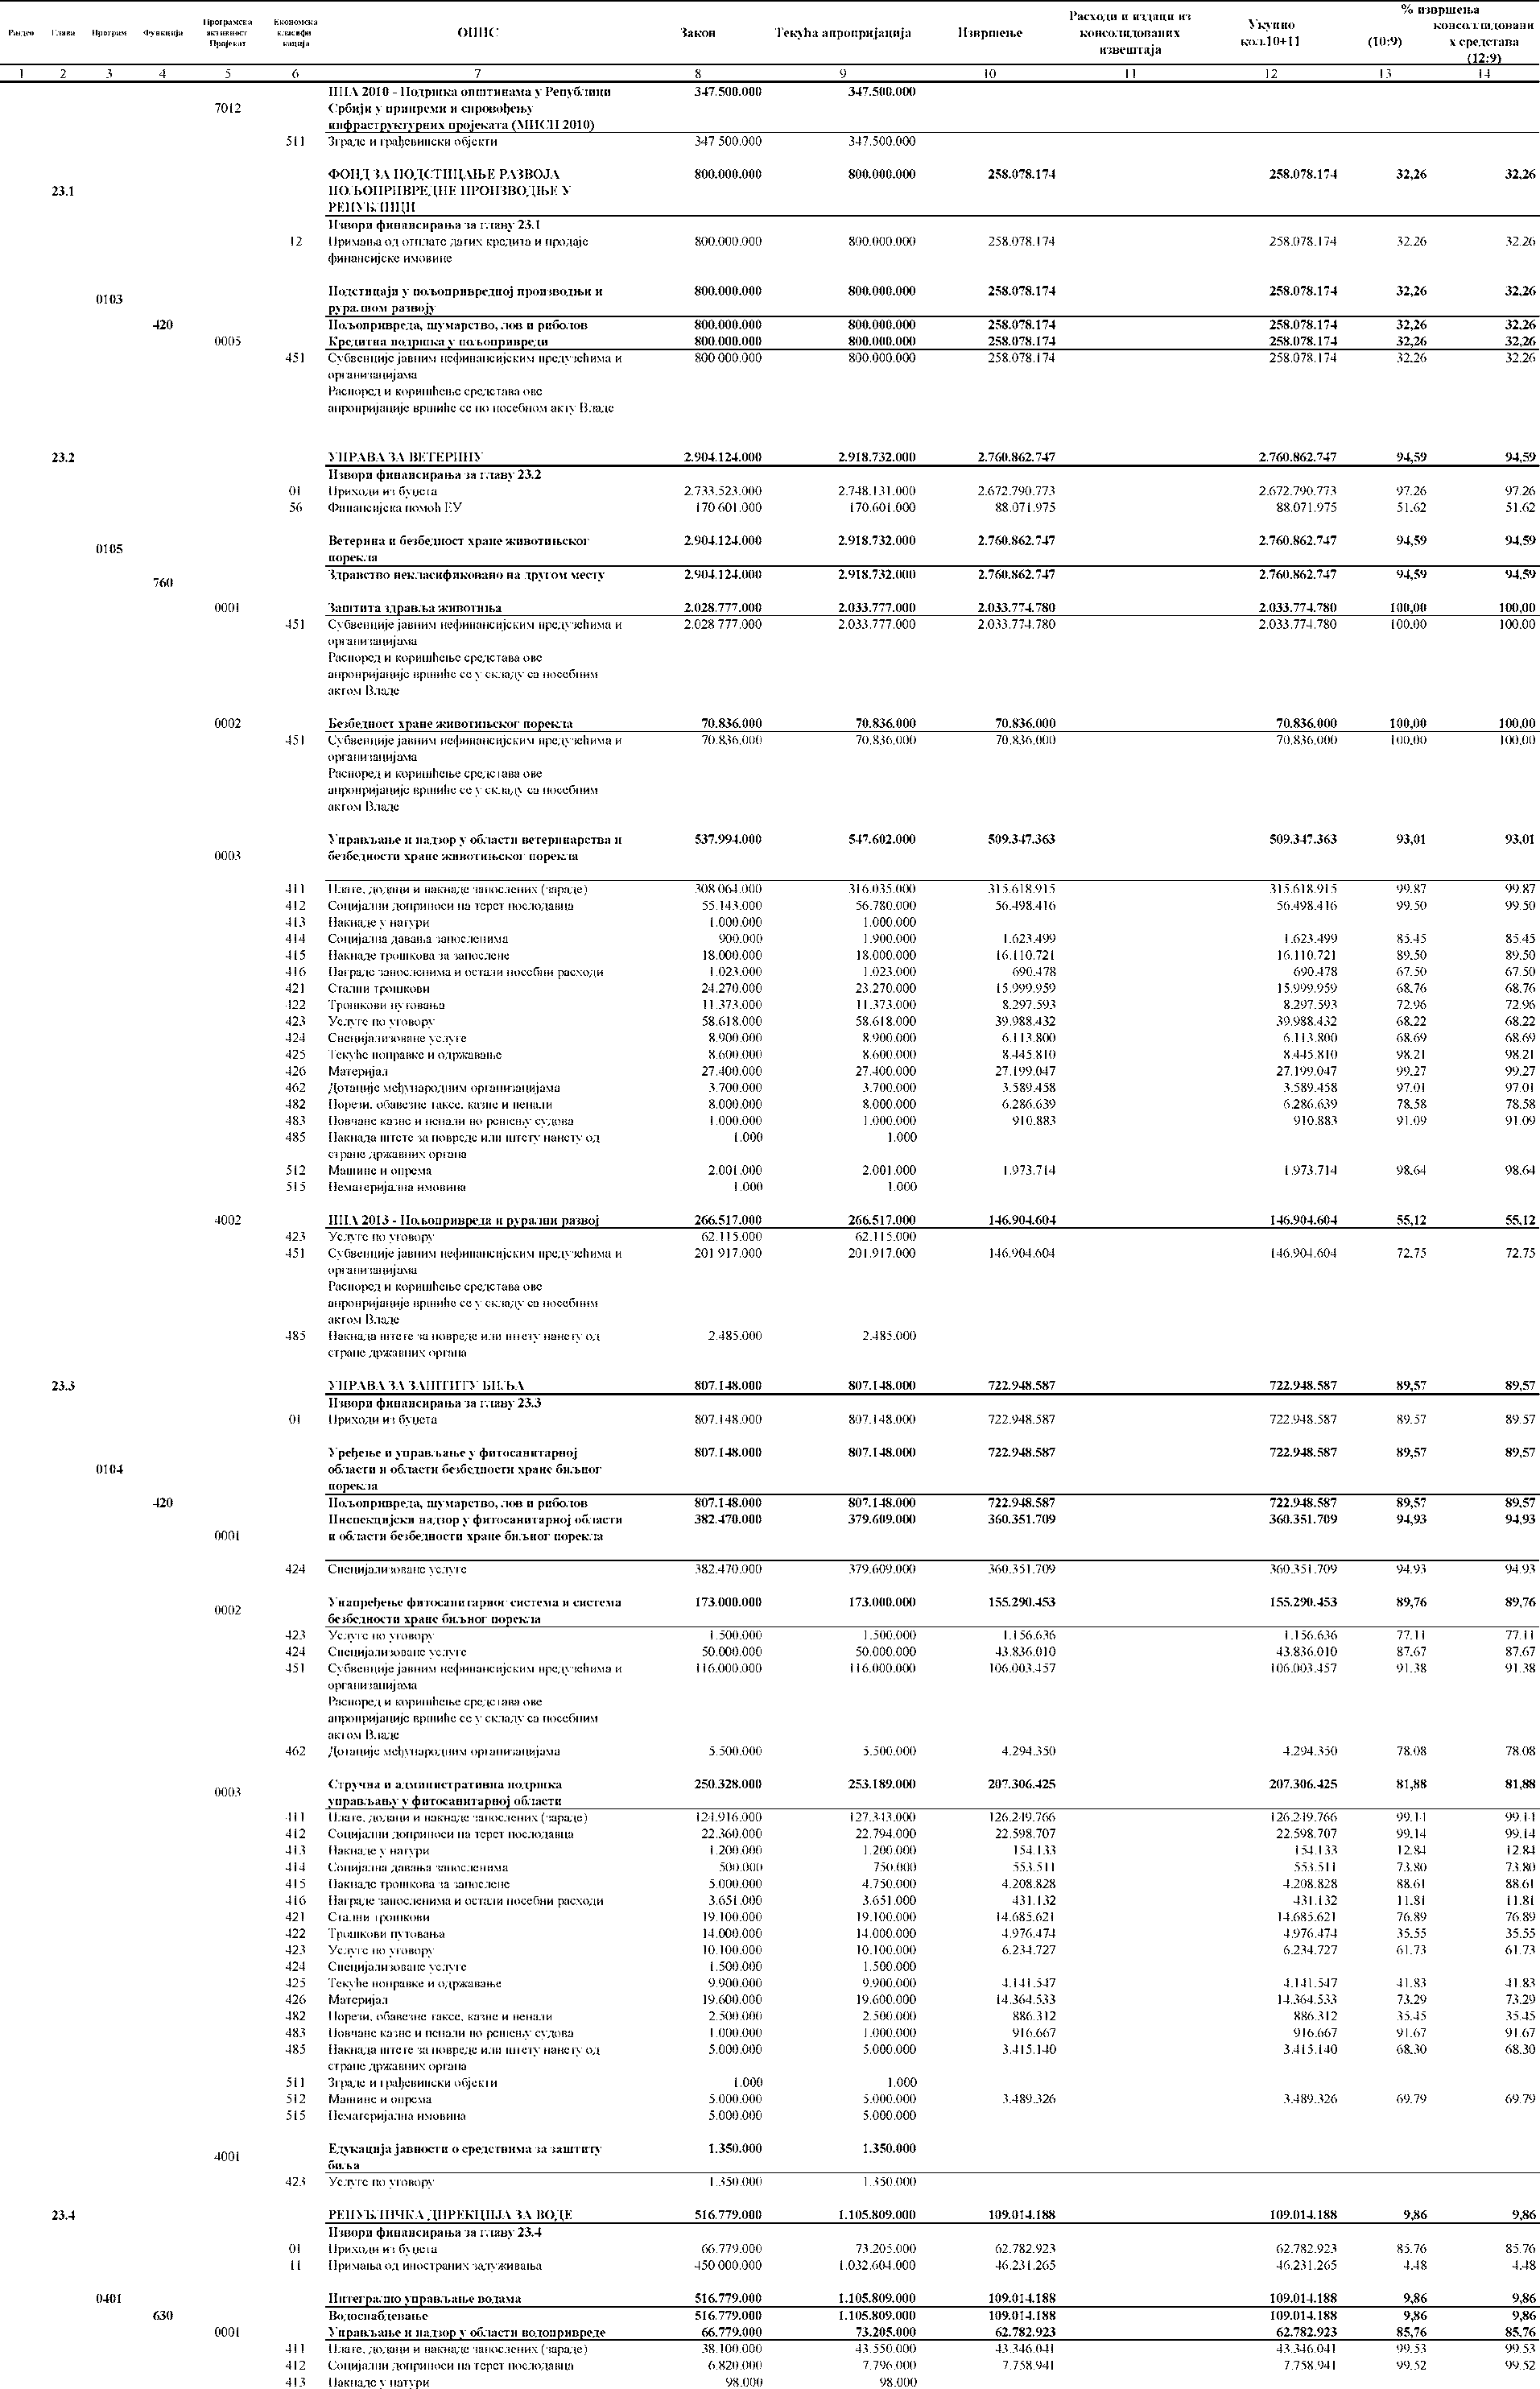 Раздео Глава Програм Функција Програмска активност Пројекат Економска класификација ОПИС Закон Текућа апропријација Извршење Расходи и издаци из консолидованих извештаја Укупно кол.10+11 % извршења (10:9) консолидованих средстава (12:9)
1 2 3 4 5 6 7 8 9 10 11 12 13 14
ИПА 2010 - Подршка општинама у Републици 347.500.000 347.500.000
7012 Србији у припреми и спровођењу
инфраструктурних пројеката (МИСП 2010)
511 Зграде и грађевински објекти 347.500.000 347.500.000
ФОНД ЗА ПОДСТИЦАЊЕ РАЗВОЈА 800.000.000 800.000.000 258.078.174 258.078.174 32,26 32,26
23.1 ПОЉОПРИВРЕДНЕ ПРОИЗВОДЊЕ У
РЕПУБЛИЦИ
Извори финансирања за главу 23.1
12 Примања од отплате датих кредита и продаје 800.000.000 800.000.000 258.078.174 258.078.174 32,26 32,26
финансијске имовине
Подстицаји у пољопривредној производњи и 800.000.000 800.000.000 258.078.174 258.078.174 32,26 32,26
0103 руралном развоју
420 Пољопривреда, шумарство, лов и риболов 800.000.000 800.000.000 258.078.174 258.078.174 32,26 32,26
0005 Кредитна подршка у пољопривреди 800.000.000 800.000.000 258.078.174 258.078.174 32,26 32,26
451 Субвенције јавним нефинансијским предузећима и 800.000.000 800.000.000 258.078.174 258.078.174 32,26 32,26
организацијама
Распоред и коришћење средстава ове
апропријације вршиће се по посебном акту Владе
23.2 УПРАВА ЗА ВЕТЕРИНУ 2.904.124.000 2.918.732.000 2.760.862.747 2.760.862.747 94,59 94,59
Извори финансирања за главу 23.2
01 Приходи из буџета 2.733.523.000 2.748.131.000 2.672.790.773 2.672.790.773 97,26 97,26
56 Финансијска помоћ ЕУ 170.601.000 170.601.000 88.071.975 88.071.975 51,62 51,62
Ветерина и безбедност хране животињског 2.904.124.000 2.918.732.000 2.760.862.747 2.760.862.747 94,59 94,59
0105 порекла
760 Здравство некласификовано на другом месту 2.904.124.000 2.918.732.000 2.760.862.747 2.760.862.747 94,59 94,59
0001 Заштита здравља животиња 2.028.777.000 2.033.777.000 2.033.774.780 2.033.774.780 100,00 100,00
451 Субвенције јавним нефинансијским предузећима и 2.028.777.000 2.033.777.000 2.033.774.780 2.033.774.780 100,00 100,00
организацијама
Распоред и коришћење средстава ове
апропријације вршиће се у складу са посебним
актом Владе
0002 Безбедност хране животињског порекла 70.836.000 70.836.000 70.836.000 70.836.000 100,00 100,00
451 Субвенције јавним нефинансијским предузећима и 70.836.000 70.836.000 70.836.000 70.836.000 100,00 100,00
организацијама
Распоред и коришћење средстава ове
апропријације вршиће се у складу са посебним
актом Владе
Управљање и надзор у области ветеринарства и 537.994.000 547.602.000 509.347.363 509.347.363 93,01 93,01
0003 безбедности хране животињског порекла
411 Плате, додаци и накнаде запослених (зараде) 308.064.000 316.035.000 315.618.915 315.618.915 99,87 99,87
412 Социјални доприноси на терет послодавца 55.143.000 56.780.000 56.498.416 56.498.416 99,50 99,50
413 Накнаде у натури 1.000.000 1.000.000
414 Социјална давања запосленима 900.000 1.900.000 1.623.499 1.623.499 85,45 85,45
415 Накнаде трошкова за запослене 18.000.000 18.000.000 16.110.721 16.110.721 89,50 89,50
416 Награде запосленима и остали посебни расходи 1.023.000 1.023.000 690.478 690.478 67,50 67,50
421 Стални трошкови 24.270.000 23.270.000 15.999.959 15.999.959 68,76 68,76
422 Трошкови путовања 11.373.000 11.373.000 8.297.593 8.297.593 72,96 72,96
423 Услуге по уговору 58.618.000 58.618.000 39.988.432 39.988.432 68,22 68,22
424 Специјализоване услуге 8.900.000 8.900.000 6.113.800 6.113.800 68,69 68,69
425 Текуће поправке и одржавање 8.600.000 8.600.000 8.445.810 8.445.810 98,21 98,21
426 Материјал 27.400.000 27.400.000 27.199.047 27.199.047 99,27 99,27
462 Дотације међународним организацијама 3.700.000 3.700.000 3.589.458 3.589.458 97,01 97,01
482 Порези, обавезне таксе, казне и пенали 8.000.000 8.000.000 6.286.639 6.286.639 78,58 78,58
483 Новчане казне и пенали по решењу судова 1.000.000 1.000.000 910.883 910.883 91,09 91,09
485 Накнада штете за повреде или штету нанету од 1.000 1.000
стране државних органа
512 Машине и опрема 2.001.000 2.001.000 1.973.714 1.973.714 98,64 98,64
515 Нематеријална имовина 1.000 1.000
4002 ИПА 2013 - Пољопривреда и рурални развој 266.517.000 266.517.000 146.904.604 146.904.604 55,12 55,12
423 Услуге по уговору 62.115.000 62.115.000
451 Субвенције јавним нефинансијским предузећима и 201.917.000 201.917.000 146.904.604 146.904.604 72,75 72,75
организацијама
Распоред и коришћење средстава ове
апропријације вршиће се у складу са посебним
актом Владе
485 Накнада штете за повреде или штету нанету од 2.485.000 2.485.000
стране државних органа
23.3 УПРАВА ЗА ЗАШТИТУ БИЉА 807.148.000 807.148.000 722.948.587 722.948.587 89,57 89,57
Извори финансирања за главу 23.3
01 Приходи из буџета 807.148.000 807.148.000 722.948.587 722.948.587 89,57 89,57
Уређење и управљање у фитосанитарној 807.148.000 807.148.000 722.948.587 722.948.587 89,57 89,57
0104 области и области безбедности хране биљног
порекла
420 Пољопривреда, шумарство, лов и риболов 807.148.000 807.148.000 722.948.587 722.948.587 89,57 89,57
Инспекцијски надзор у фитосанитарној области 382.470.000 379.609.000 360.351.709 360.351.709 94,93 94,93
0001 и области безбедности хране биљног порекла
424 Специјализоване услуге 382.470.000 379.609.000 360.351.709 360.351.709 94,93 94,93
Унапређење фитосанитарног система и система 173.000.000 173.000.000 155.290.453 155.290.453 89,76 89,76
0002 безбедности хране биљног порекла
423 Услуге по уговору 1.500.000 1.500.000 1.156.636 1.156.636 77,11 77,11
424 Специјализоване услуге 50.000.000 50.000.000 43.836.010 43.836.010 87,67 87,67
451 Субвенције јавним нефинансијским предузећима и 116.000.000 116.000.000 106.003.457 106.003.457 91,38 91,38
организацијама
Распоред и коришћење средстава ове
апропријације вршиће се у складу са посебним
актом Владе
462 Дотације међународним организацијама 5.500.000 5.500.000 4.294.350 4.294.350 78,08 78,08
Стручна и административна подршка 250.328.000 253.189.000 207.306.425 207.306.425 81,88 81,88
0003 управљању у фитосанитарној области
411 Плате, додаци и накнаде запослених (зараде) 124.916.000 127.343.000 126.249.766 126.249.766 99,14 99,14
412 Социјални доприноси на терет послодавца 22.360.000 22.794.000 22.598.707 22.598.707 99,14 99,14
413 Накнаде у натури 1.200.000 1.200.000 154.133 154.133 12,84 12,84
414 Социјална давања запосленима 500.000 750.000 553.511 553.511 73,80 73,80
415 Накнаде трошкова за запослене 5.000.000 4.750.000 4.208.828 4.208.828 88,61 88,61
416 Награде запосленима и остали посебни расходи 3.651.000 3.651.000 431.132 431.132 11,81 11,81
421 Стални трошкови 19.100.000 19.100.000 14.685.621 14.685.621 76,89 76,89
422 Трошкови путовања 14.000.000 14.000.000 4.976.474 4.976.474 35,55 35,55
423 Услуге по уговору 10.100.000 10.100.000 6.234.727 6.234.727 61,73 61,73
424 Специјализоване услуге 1.500.000 1.500.000
425 Текуће поправке и одржавање 9.900.000 9.900.000 4.141.547 4.141.547 41,83 41,83
426 Материјал 19.600.000 19.600.000 14.364.533 14.364.533 73,29 73,29
482 Порези, обавезне таксе, казне и пенали 2.500.000 2.500.000 886.312 886.312 35,45 35,45
483 Новчане казне и пенали по решењу судова 1.000.000 1.000.000 916.667 916.667 91,67 91,67
485 Накнада штете за повреде или штету нанету од 5.000.000 5.000.000 3.415.140 3.415.140 68,30 68,30
стране државних органа
511 Зграде и грађевински објекти 1.000 1.000
512 Машине и опрема 5.000.000 5.000.000 3.489.326 3.489.326 69,79 69,79
515 Нематеријална имовина 5.000.000 5.000.000
Едукација јавности о средствима за заштиту 1.350.000 1.350.000
4001 биља
423 Услуге по уговору 1.350.000 1.350.000
23.4 РЕПУБЛИЧКА ДИРЕКЦИЈА ЗА ВОДЕ 516.779.000 1.105.809.000 109.014.188 109.014.188 9,86 9,86
Извори финансирања за главу 23.4
01 Приходи из буџета 66.779.000 73.205.000 62.782.923 62.782.923 85,76 85,76
11 Примања од иностраних задуживања 450.000.000 1.032.604.000 46.231.265 46.231.265 4,48 4,48
0401 Интегрално управљање водама 516.779.000 1.105.809.000 109.014.188 109.014.188 9,86 9,86
630 Водоснабдевање 516.779.000 1.105.809.000 109.014.188 109.014.188 9,86 9,86
0001 Управљање и надзор у области водопривреде 66.779.000 73.205.000 62.782.923 62.782.923 85,76 85,76
411 Плате, додаци и накнаде запослених (зараде) 38.100.000 43.550.000 43.346.041 43.346.041 99,53 99,53
412 Социјални доприноси на терет послодавца 6.820.000 7.796.000 7.758.941 7.758.941 99,52 99,52
413 Накнаде у натури 98.000 98.000